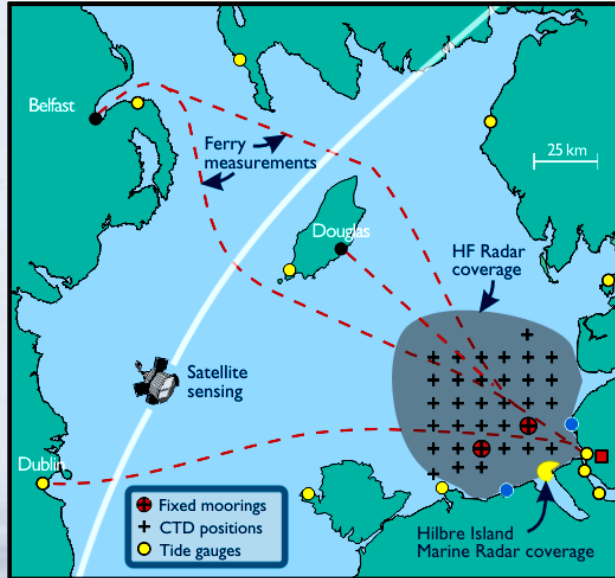 Belfast
Ferry
measurements
25 km
Douglas
HF Radar
coverage
Satellite
sensing
Dublin
Fixed moorings
CTD positions
Tide gauges
Hilbre Island
Marine Radar coverage